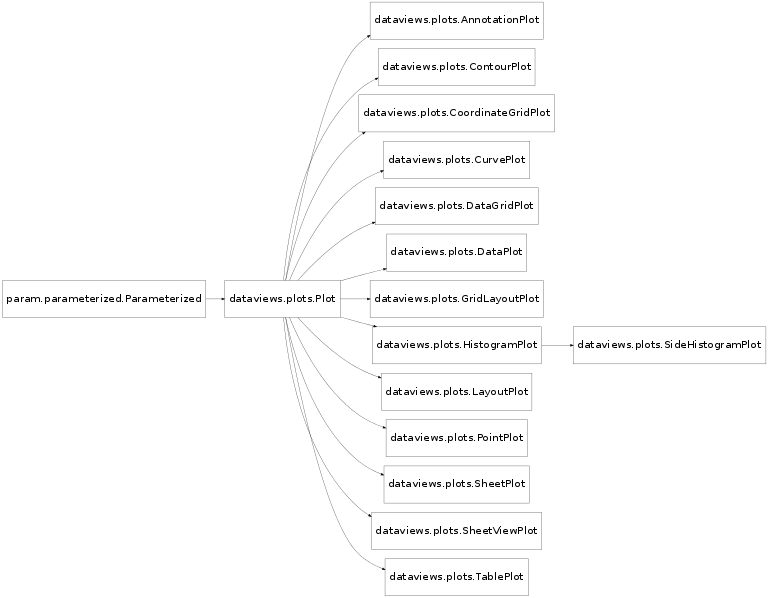 dataviews.plots.AnnotationPlot
dataviews.plots.ContourPlot
dataviews.plots.CoordinateGridPlot
dataviews.plots.CurvePlot
dataviews.plots.DataGridPlot
dataviews.plots.DataPlot
param.parameterized.Parameterized
dataviews.plots.Plot
dataviews.plots.GridLayoutPlot
dataviews.plots.HistogramPlot
dataviews.plots.SideHistogramPlot
dataviews.plots.LayoutPlot
dataviews.plots.PointPlot
dataviews.plots.SheetPlot
dataviews.plots.SheetViewPlot
dataviews.plots.TablePlot